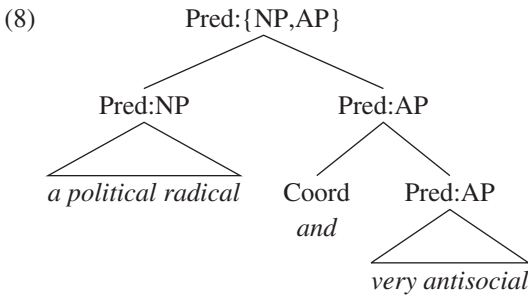 (8) Pred:{NP,AP}
Pred:NP Pred:AP
a political radical Coord Pred:AP
and
very antisocial